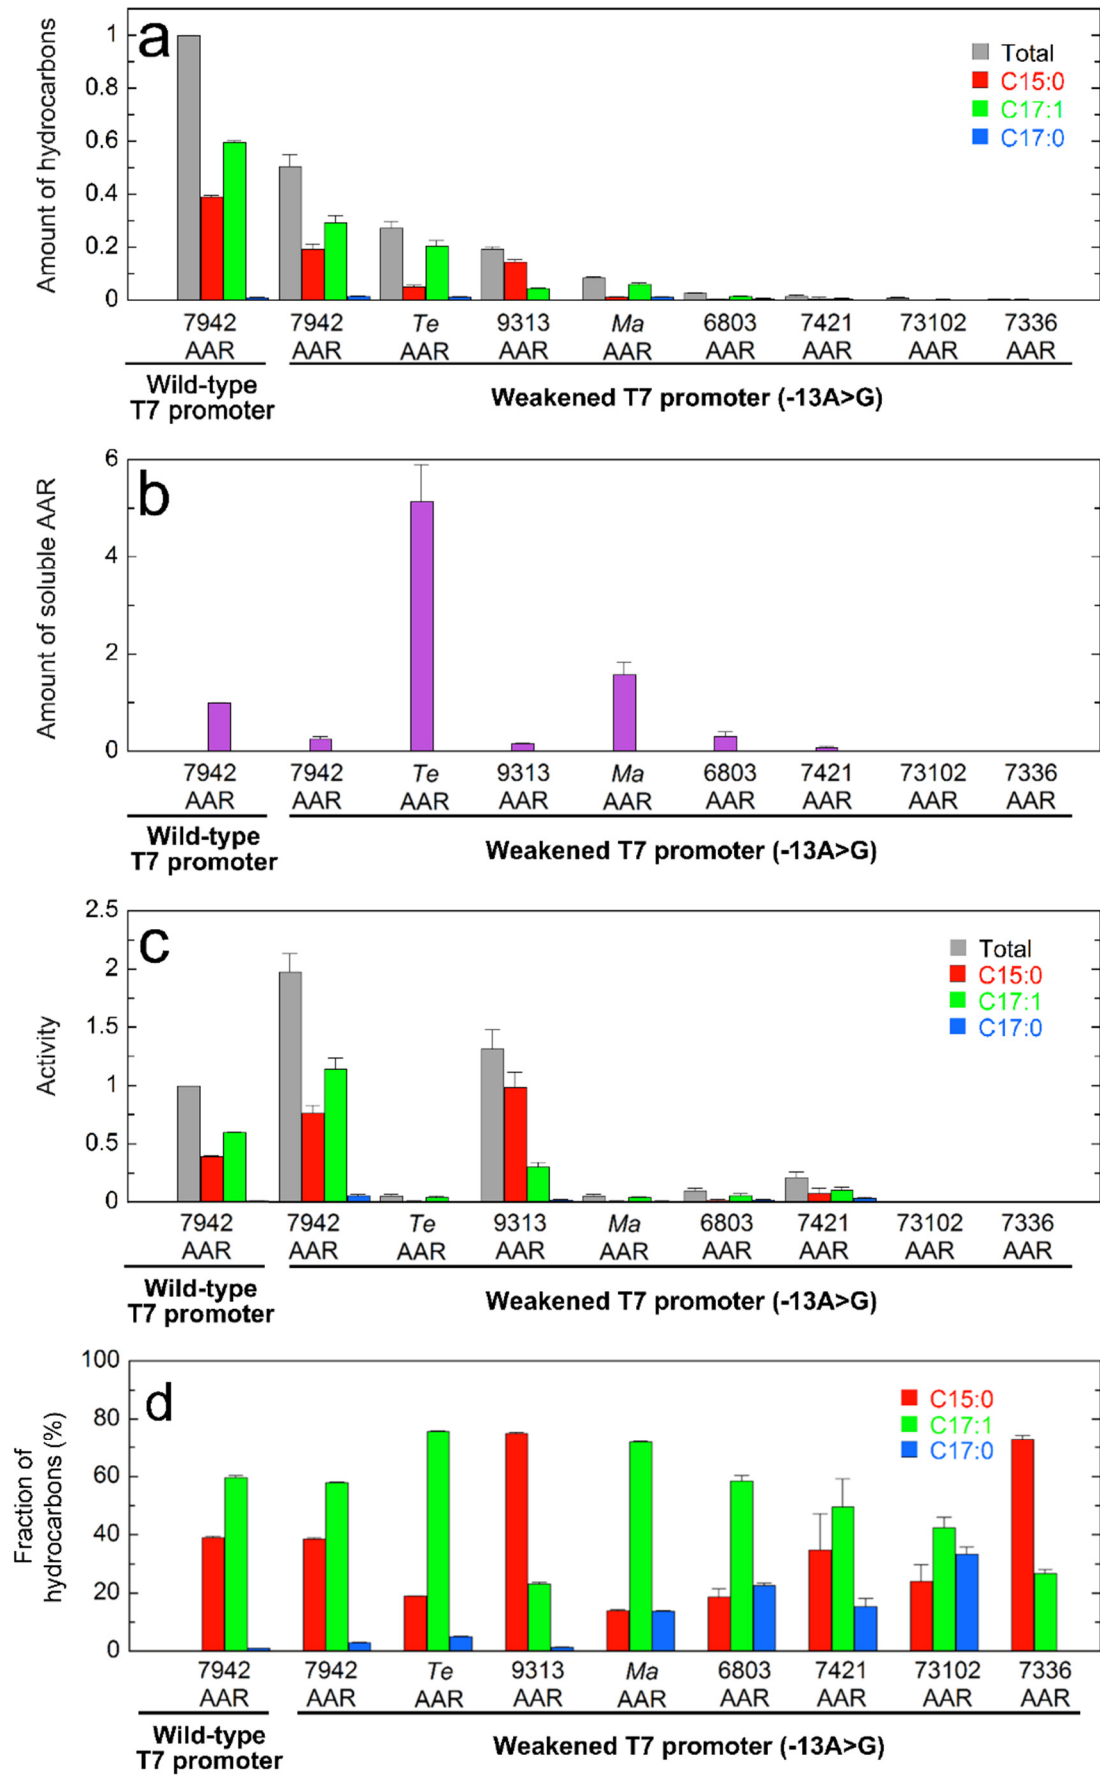 a
Amount of hydrocarbons
1
0.8
0.6
0.4
0.2
0
Total
C15:0
C17:1
C17:0
7942 7942 Te 9313 Ma 6803 7421 73102 7336
AAR AAR AAR AAR AAR AAR AAR AAR AAR
Wild-type
T7 promoter
Weakened T7 promoter (-13A>G)
b
Amount of soluble AAR
6
4
2
0
7942 7942 Te 9313 Ma 6803 7421 73102 7336
AAR AAR AAR AAR AAR AAR AAR AAR AAR
Wild-type
T7 promoter
Weakened T7 promoter (-13A>G)
c
Activity
2.5
2
1.5
1
0.5
0
Total
C15:0
C17:1
C17:0
7942 7942 Te 9313 Ma 6803 7421 73102 7336
AAR AAR AAR AAR AAR AAR AAR AAR AAR
Wild-type
T7 promoter
Weakened T7 promoter (-13A>G)
d
Fraction of
hydrocarbons (%)
100
80
60
40
20
0
C15:0
C17:1
C17:0
7942 7942 Te 9313 Ma 6803 7421 73102 7336
AAR AAR AAR AAR AAR AAR AAR AAR AAR
Wild-type
T7 promoter
Weakened T7 promoter (-13A>G)